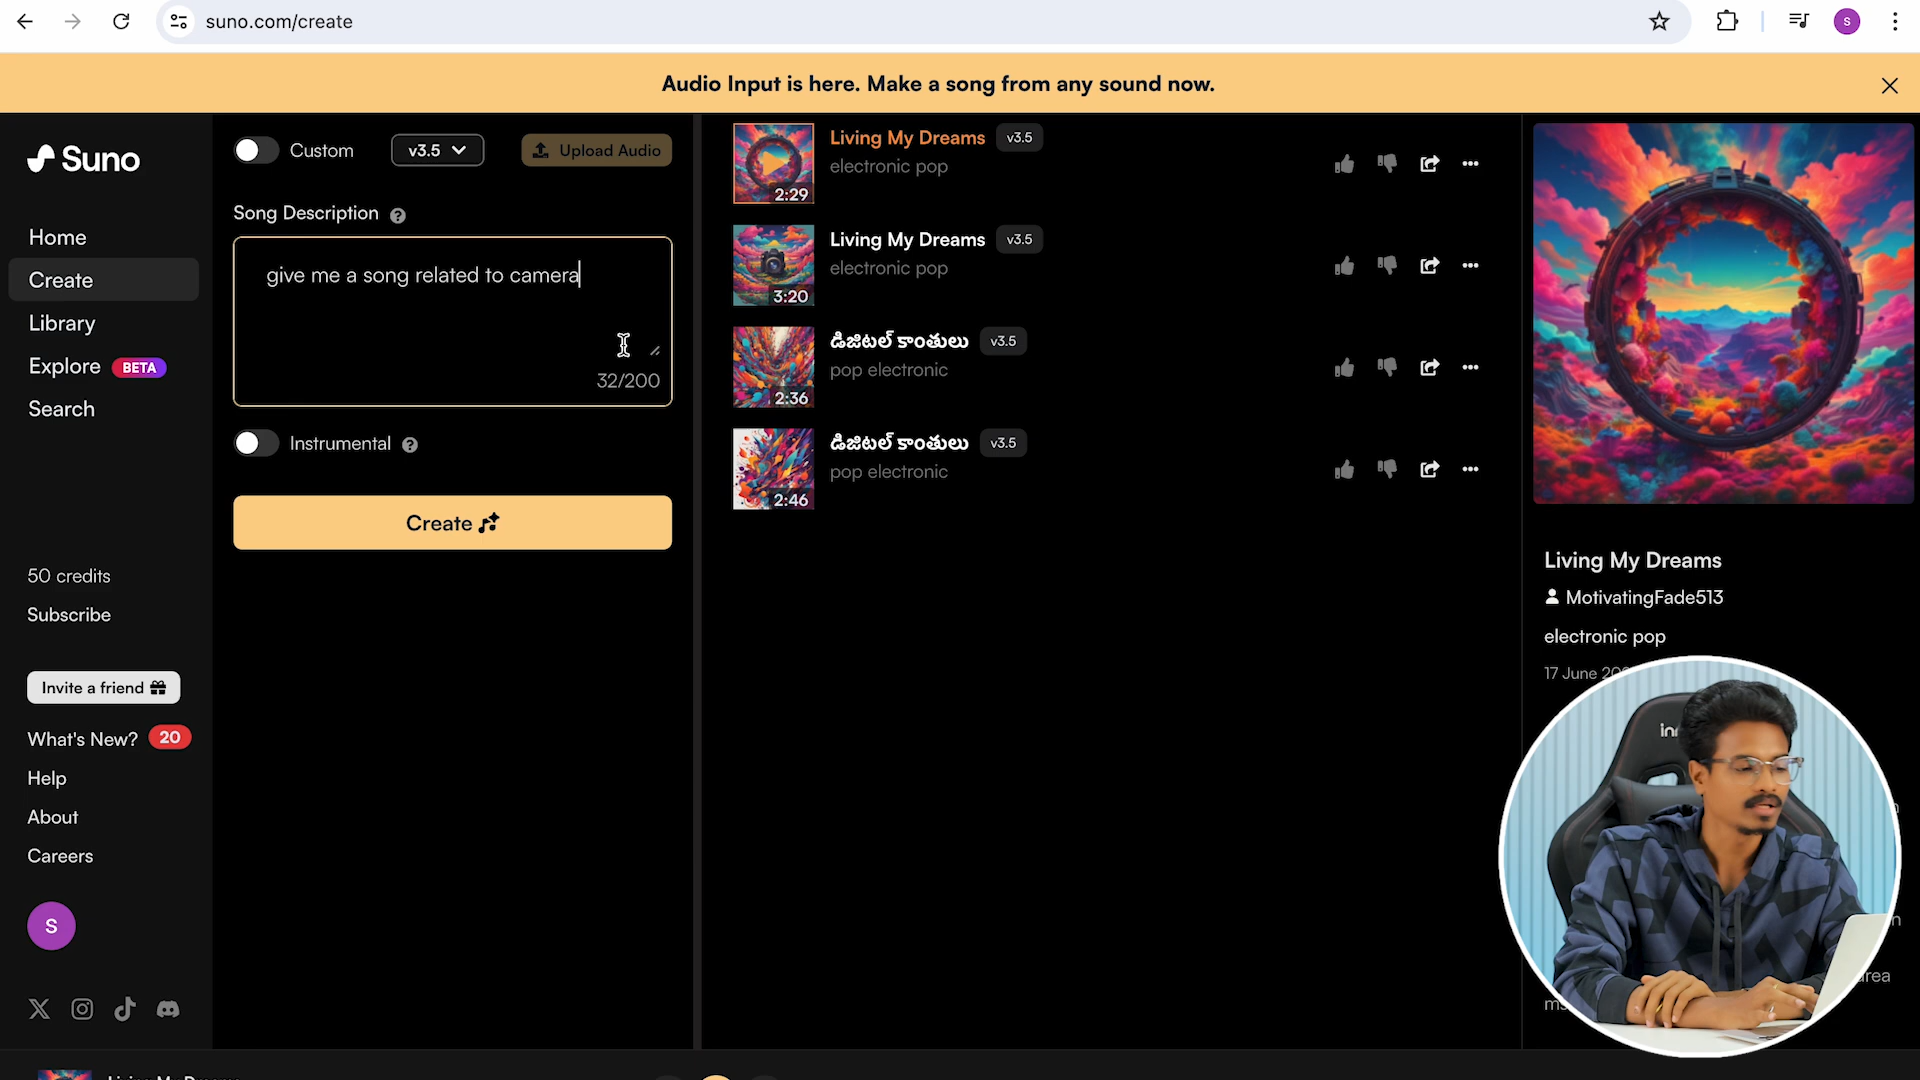 suno.com/create
S
Audio Input is here. Make a song from any sound now.
Suno
Home
Create
Library
Explore BETA
Search
50 credits
Subscribe
Invite a friend
What's New? 20
Help
About
Careers
S
Custom
v3.5
Upload Audio
Song Description ?
give me a song related to camera
32/200
Instrumental ?
Create
Living My Dreams v3.5
electronic pop
2:29
Living My Dreams v3.5
electronic pop
3:20
డిజిటల్ కాంతులు v3.5
pop electronic
2:36
డిజిటల్ కాంతులు v3.5
pop electronic
2:46
Living My Dreams
MotivatingFade513
electronic pop
17 June